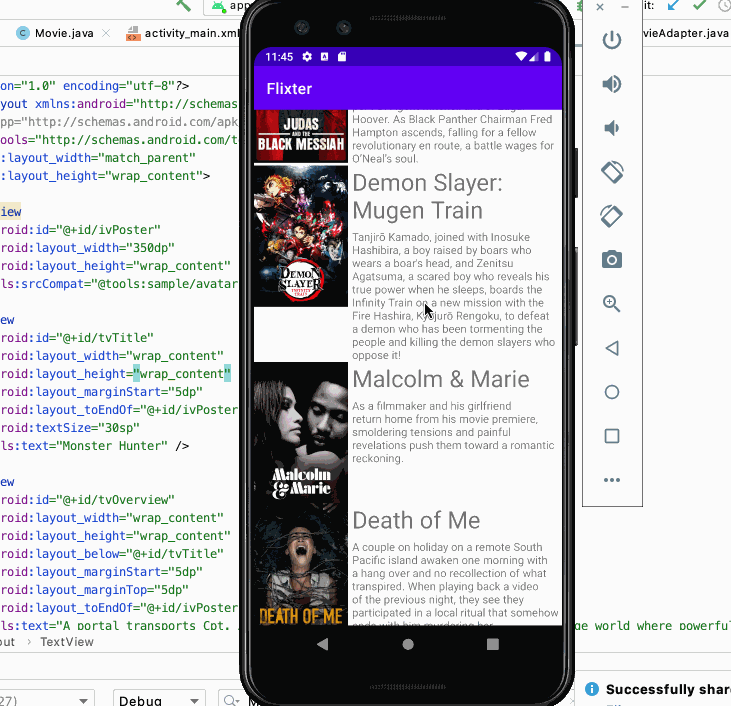 app
it:
Movie.java
activity_main.xml
vieAdapter.java
on="1.0" encoding="utf-8"?>
yout xmlns:android="http://schemas
pp="http://schemas.android.com/apk
ools="http://schemas.android.com/t
:layout_width="match_parent"
:layout_height="wrap_content">
iew
roid:id="@+id/ivPoster"
roid:layout_width="350dp"
roid:layout_height="wrap_content"
ls:srcCompat="@tools:sample/avatar
ew
roid:id="@+id/tvTitle"
roid:layout_width="wrap_content"
roid:layout_height="wrap_content"
roid:layout_marginStart="5dp"
roid:layout_toEndOf="@+id/ivPoster
roid:textSize="30sp"
ls:text="Monster Hunter" />
ew
roid:id="@+id/tvOverview"
roid:layout_width="wrap_content"
roid:layout_height="wrap_content"
roid:layout_below="@+id/tvTitle"
roid:layout_marginStart="5dp"
roid:layout_marginTop="5dp"
roid:layout_toEndOf="@+id/ivPoster
ls:text="A portal transports Cpt.
ge world where powerful
out > TextView
27)
Debug
Successfully shar
11:45
Flixter
JUDAS
AND THE
BLACK MESSIAH
Hoover. As Black Panther Chairman Fred
Hampton ascends, falling for a fellow
revolutionary en route, a battle wages for
O'Neal's soul.
DEMON
SLAYER
Demon Slayer:
Mugen Train
Tanjirō Kamado, joined with Inosuke
Hashibira, a boy raised by boars who
wears a boar's head, and Zenitsu
Agatsuma, a scared boy who reveals his
true power when he sleeps, boards the
Infinity Train on a new mission with the
Fire Hashira, Kyōjurō Rengoku, to defeat
a demon who has been tormenting the
people and killing the demon slayers who
oppose it!
Malcolm
&Marie
Malcolm & Marie
As a filmmaker and his girlfriend
return home from his movie premiere,
smoldering tensions and painful
revelations push them toward a romantic
reckoning.
DEATH OF ME
Death of Me
A couple on holiday on a remote South
Pacific island awaken one morning with
a hang over and no recollection of what
transpired. When playing back a video
of the previous night, they see they
participated in a local ritual that somehow
ends with him murdering her.